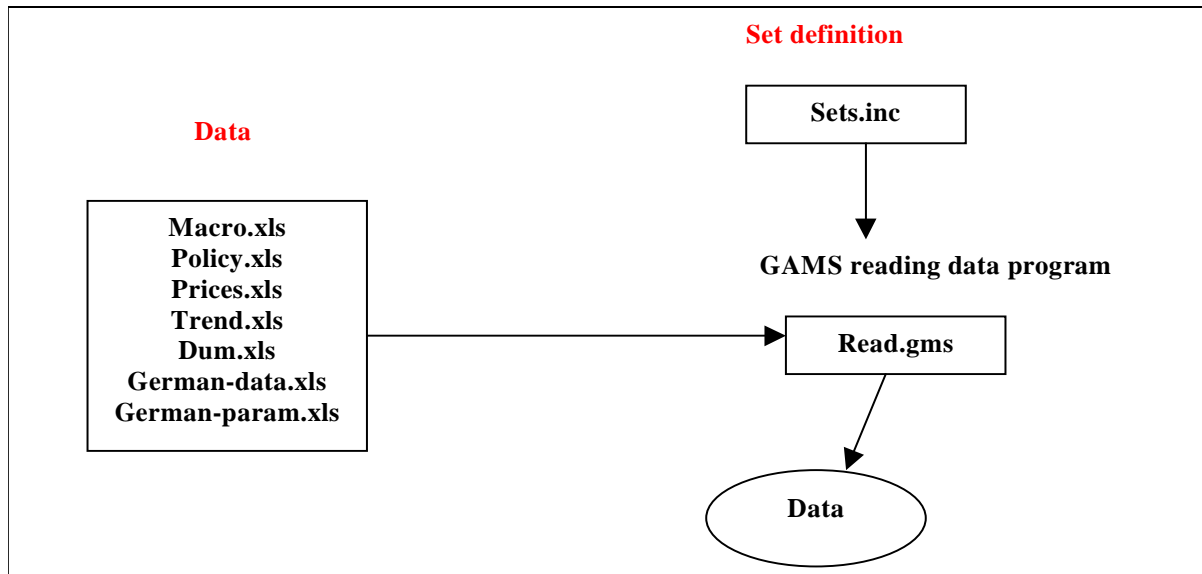 Set definition
Sets.inc
Data
Macro.xls
Policy.xls
Prices.xls
Trend.xls
Dum.xls
German-data.xls
German-param.xls
GAMS reading data program
Read.gms
Data